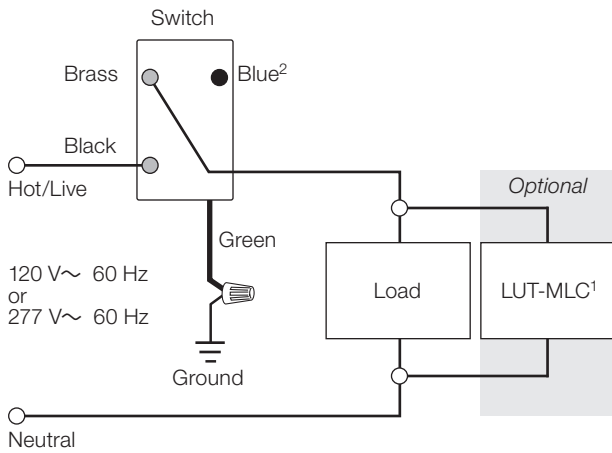 Switch
Brass
Blue²
Black
Hot/Live
Optional
Green
120 V~ 60 Hz
or
277 V~ 60 Hz
Load
LUT-MLC¹
Ground
Neutral